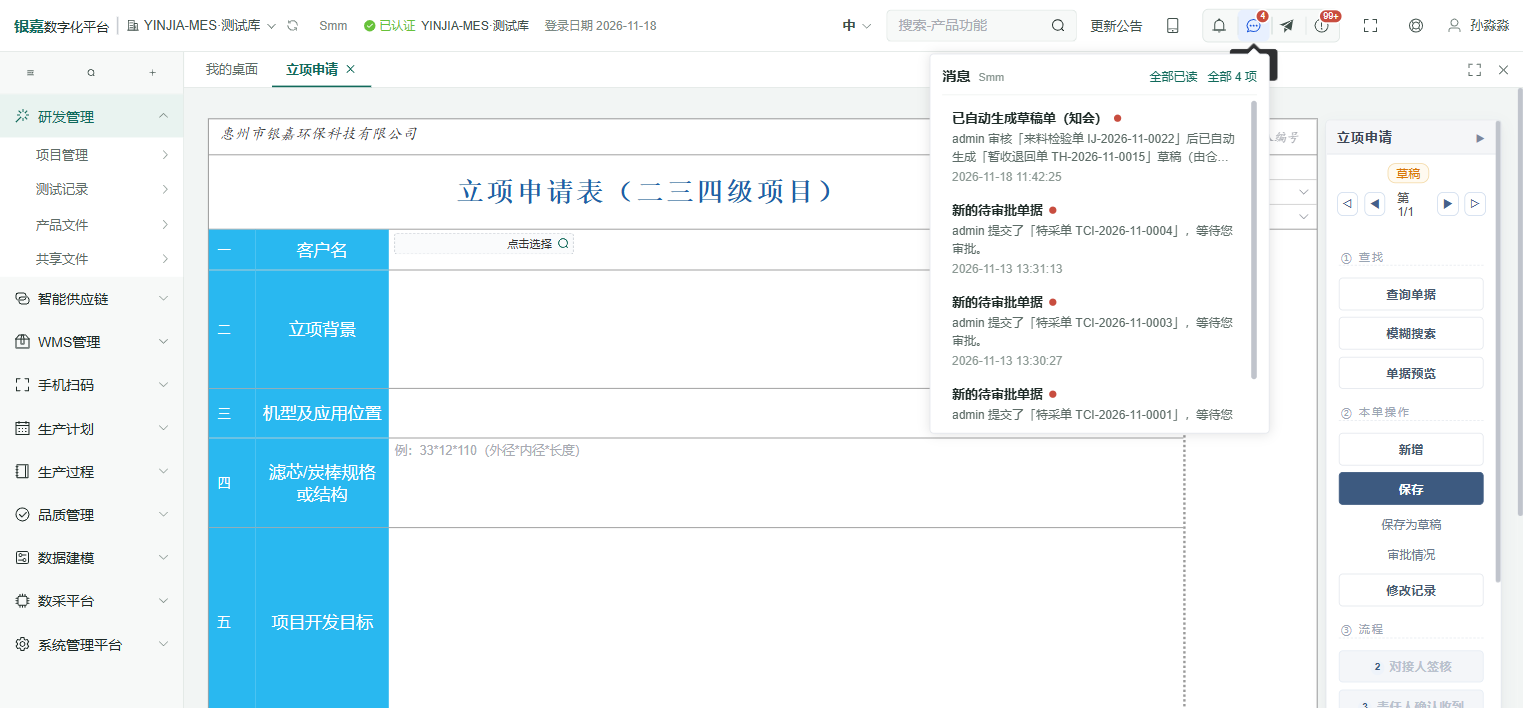 银嘉数字化平台 YINJIA-MES·测试库 Smm 已认证 YINJIA-MES·测试库 登录日期 2026-11-18 中 搜索-产品功能 更新公告 4 99+ 孙淼淼
我的桌面 立项申请
研发管理
项目管理
测试记录
产品文件
共享文件
智能供应链
WMS管理
手机扫码
生产计划
生产过程
品质管理
数据建模
数采平台
系统管理平台
惠州市银嘉环保科技有限公司
编号
立项申请表（二三四级项目）
一 客户名 点击选择
二 立项背景
三 机型及应用位置
四 滤芯/炭棒规格
或结构
例：33*12*110（外径*内径*长度）
五 项目开发目标
消息 Smm 全部已读 全部 4 项
已自动生成草稿单（知会）
admin 审核「来料检验单 IJ-2026-11-0022」后已自动
生成「暂收退回单 TH-2026-11-0015」草稿（由仓...
2026-11-18 11:42:25
新的待审批单据
admin 提交了「特采单 TCI-2026-11-0004」，等待您
审批。
2026-11-13 13:31:13
新的待审批单据
admin 提交了「特采单 TCI-2026-11-0003」，等待您
审批。
2026-11-13 13:30:27
新的待审批单据
admin 提交了「特采单 TCI-2026-11-0001」，等待您
立项申请
草稿
第
1/1
① 查找
查询单据
模糊搜索
单据预览
② 本单操作
新增
保存
保存为草稿
审批情况
修改记录
③ 流程
2 对接人签核
3 责任人确认收到